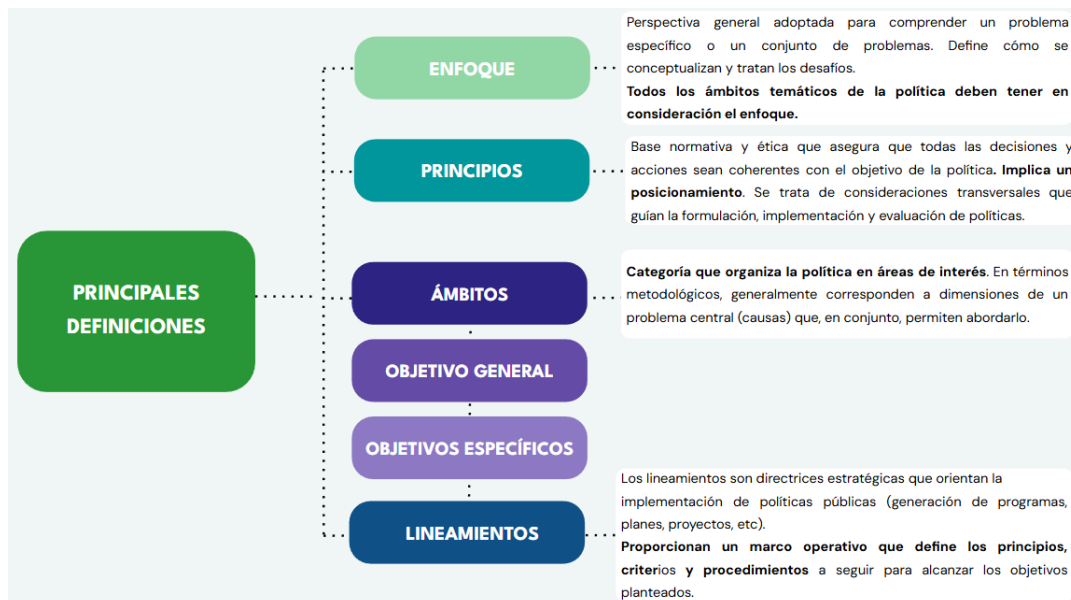 PRINCIPALES
DEFINICIONES
ENFOQUE
Perspectiva general adoptada para comprender un problema
específico o un conjunto de problemas. Define cómo se
conceptualizan y tratan los desafíos.
Todos los ámbitos temáticos de la política deben tener en
consideración el enfoque.
PRINCIPIOS
Base normativa y ética que asegura que todas las decisiones y
acciones sean coherentes con el objetivo de la política. Implica un
posicionamiento. Se trata de consideraciones transversales que
guían la formulación, implementación y evaluación de políticas.
ÁMBITOS
Categoría que organiza la política en áreas de interés. En términos
metodológicos, generalmente corresponden a dimensiones de un
problema central (causas) que, en conjunto, permiten abordarlo.
OBJETIVO GENERAL
OBJETIVOS ESPECÍFICOS
LINEAMIENTOS
Los lineamientos son directrices estratégicas que orientan la
implementación de políticas públicas (generación de programas,
planes, proyectos, etc).
Proporcionan un marco operativo que define los principios,
criterios y procedimientos a seguir para alcanzar los objetivos
planteados.